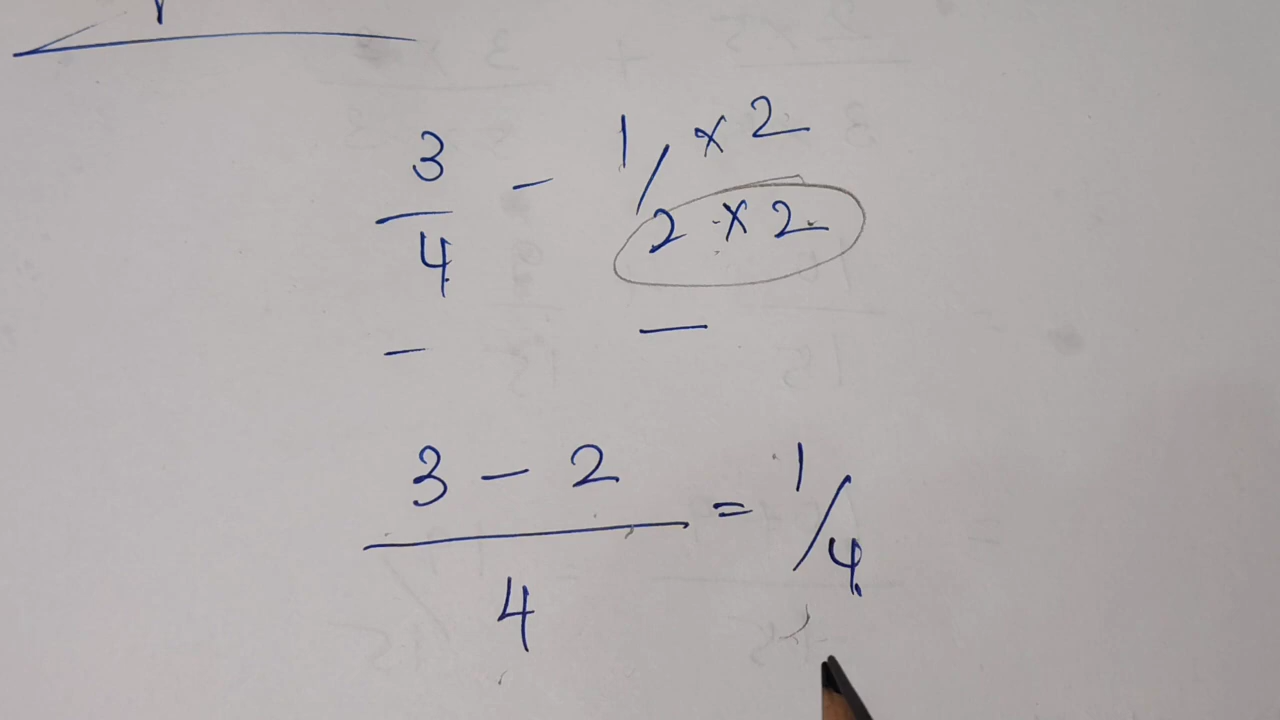 3/4 - 1 × 2 / 2 × 2
3 - 2 / 4 = 1/4